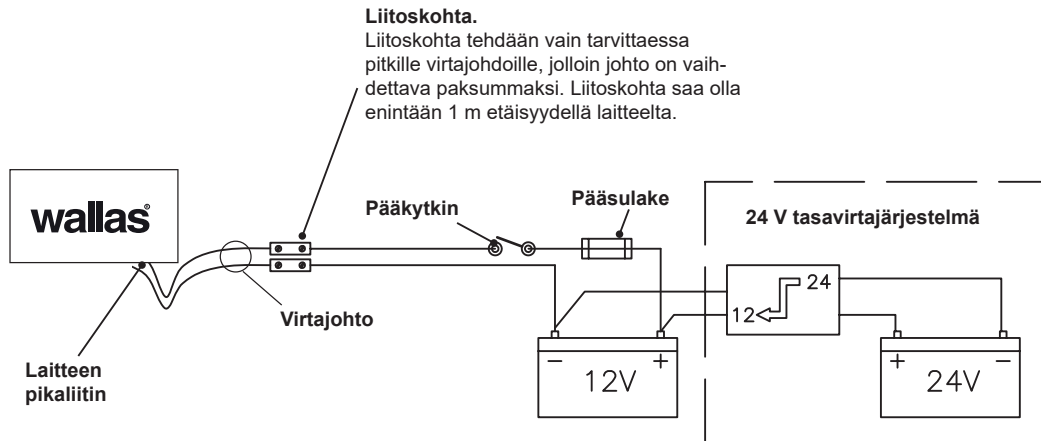 Liitoskohta.
Liitoskohta tehdään vain tarvittaessa
pitkille virtajohdoille, jolloin johto on vaih-
dettava paksummaksi. Liitoskohta saa olla
enintään 1 m etäisyydellä laitteelta.
wallas®
Pääkytkin
Pääsulake
24 V tasavirtajärjestelmä
Virtajohto
24
12
Laitteen
pikaliitin
− +
12V
+ −
24V